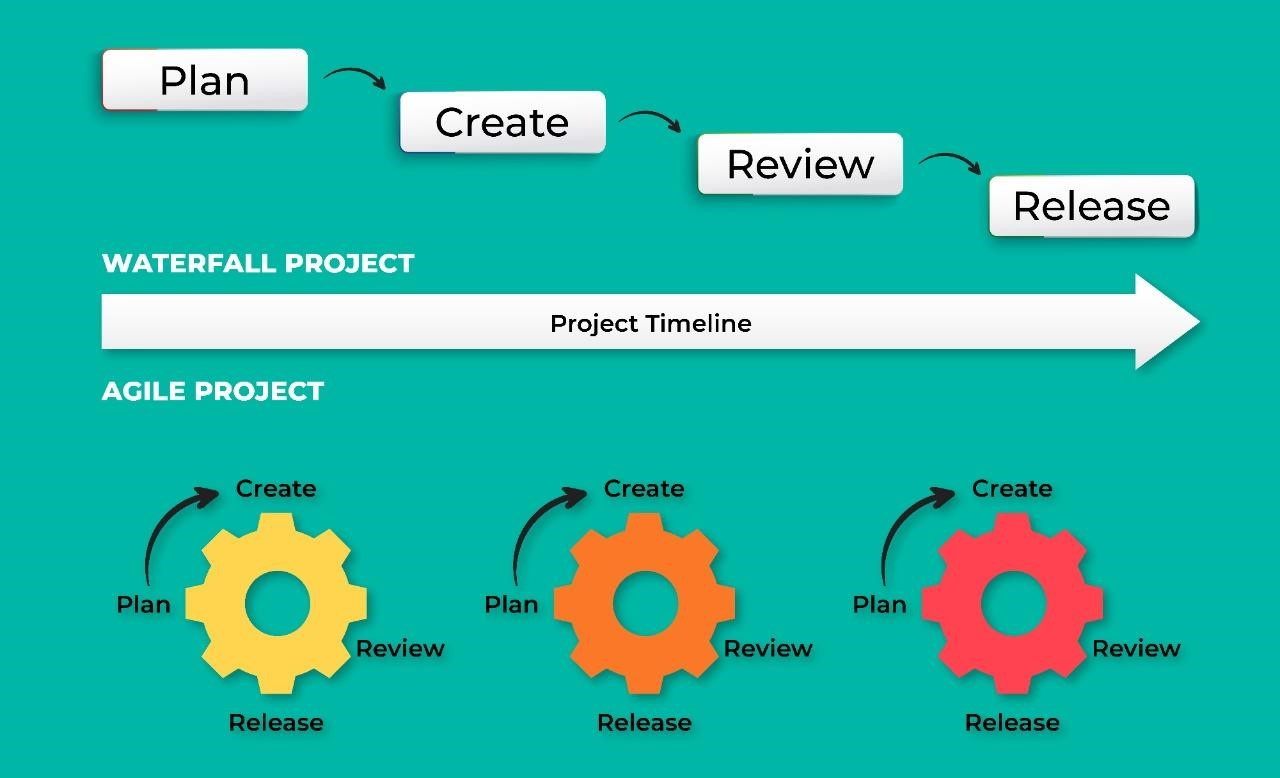 Plan
Create
Review
Release
WATERFALL PROJECT
Project Timeline
AGILE PROJECT
Create
Plan
Review
Release
Create
Plan
Review
Release
Create
Plan
Review
Release